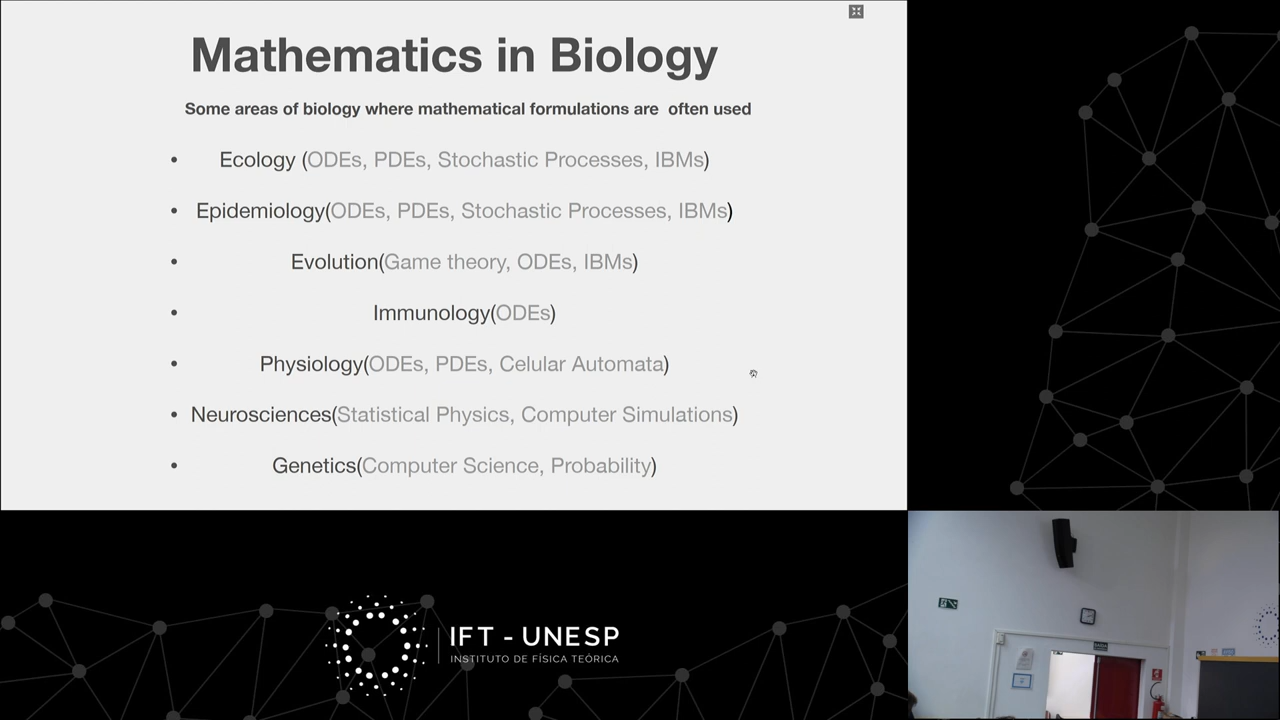 Mathematics in Biology
Some areas of biology where mathematical formulations are often used
• Ecology (ODEs, PDEs, Stochastic Processes, IBMs)
• Epidemiology(ODEs, PDEs, Stochastic Processes, IBMs)
• Evolution(Game theory, ODEs, IBMs)
• Immunology(ODEs)
• Physiology(ODEs, PDEs, Celular Automata)
• Neurosciences(Statistical Physics, Computer Simulations)
• Genetics(Computer Science, Probability)
IFT - UNESP
INSTITUTO DE FÍSICA TEÓRICA